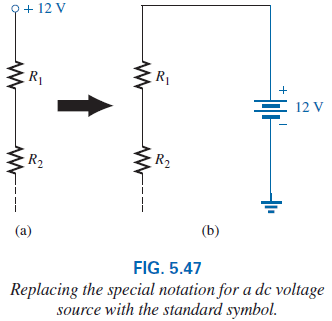 + 12 V
R1
R2
(a)
R1
R2
+
12 V
–
(b)
FIG. 5.47
Replacing the special notation for a dc voltage
source with the standard symbol.